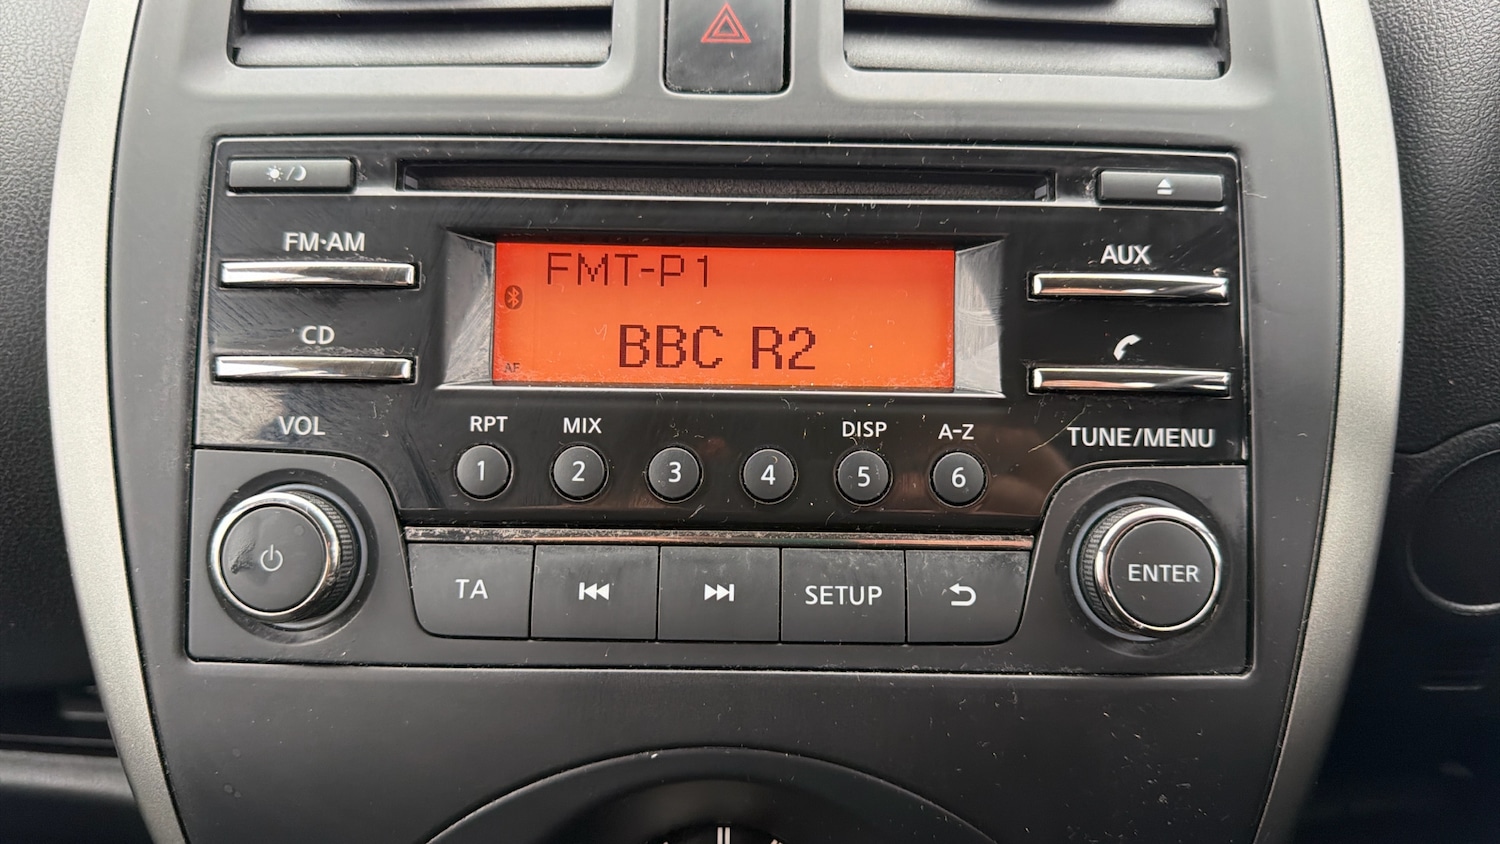 FM·AM
AUX
FMT-P1
CD
BBC R2
AF
VOL
RPT
MIX
DISP
A-Z
TUNE/MENU
1
2
3
4
5
6
TA
SETUP
ENTER